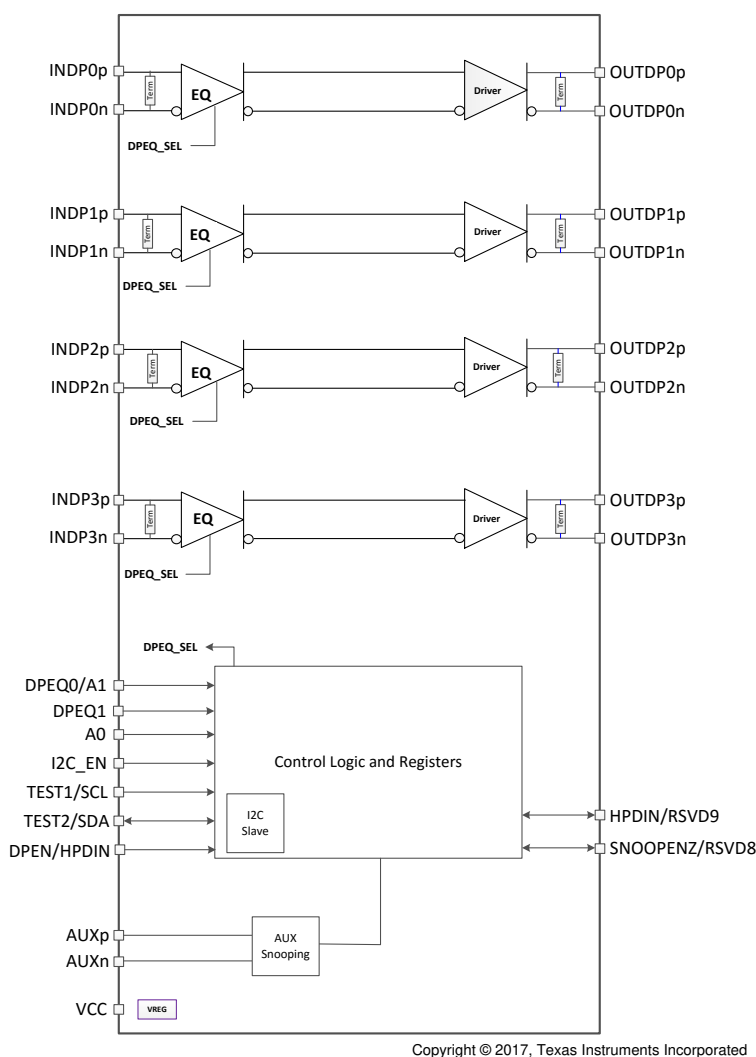 INDP0p
Term
EQ
Driver
Term
OUTDP0p
INDP0n
OUTDP0n
DPEQ_SEL
INDP1p
Term
EQ
Driver
Term
OUTDP1p
INDP1n
OUTDP1n
DPEQ_SEL
INDP2p
Term
EQ
Driver
Term
OUTDP2p
INDP2n
OUTDP2n
DPEQ_SEL
INDP3p
Term
EQ
Driver
Term
OUTDP3p
INDP3n
OUTDP3n
DPEQ_SEL
DPEQ_SEL
DPEQ0/A1
DPEQ1
A0
I2C_EN
TEST1/SCL
TEST2/SDA
DPEN/HPDIN
Control Logic and Registers
I2C
Slave
HPDIN/RSVD9
SNOOPENZ/RSVD8
AUXp
AUXn
AUX
Snooping
VCC
VREG
Copyright © 2017, Texas Instruments Incorporated